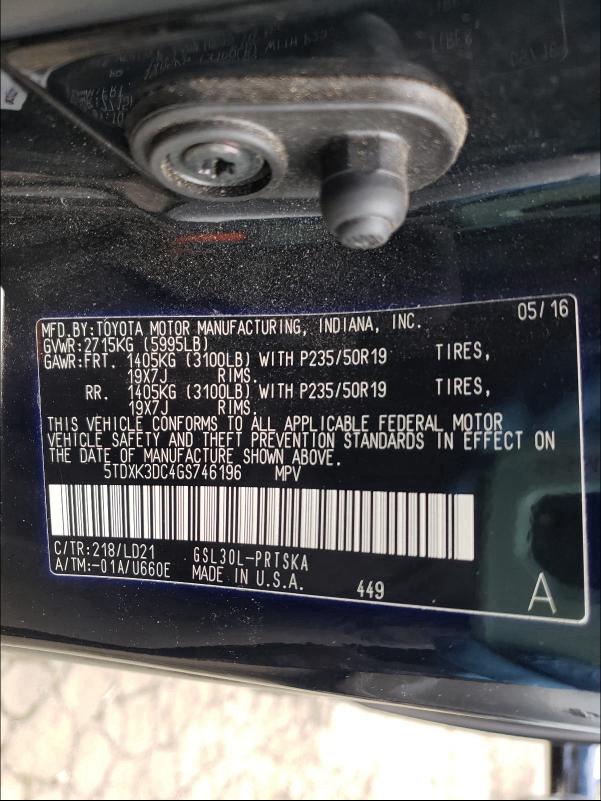 MFD.BY:TOYOTA MOTOR MANUFACTURING, INDIANA, INC. 05/16
GVWR:2715KG (5995LB)
GAWR:FRT. 1405KG (3100LB) WITH P235/50R19 TIRES,
19X7J RIMS.
RR. 1405KG (3100LB) WITH P235/50R19 TIRES,
19X7J RIMS.
THIS VEHICLE CONFORMS TO ALL APPLICABLE FEDERAL MOTOR
VEHICLE SAFETY AND THEFT PREVENTION STANDARDS IN EFFECT ON
THE DATE OF MANUFACTURE SHOWN ABOVE.
5TDXK3DC4GS746196 MPV
C/TR:218/LD21 GSL30L-PRTSKA
A/TM:-01A/U660E MADE IN U.S.A. 449 A